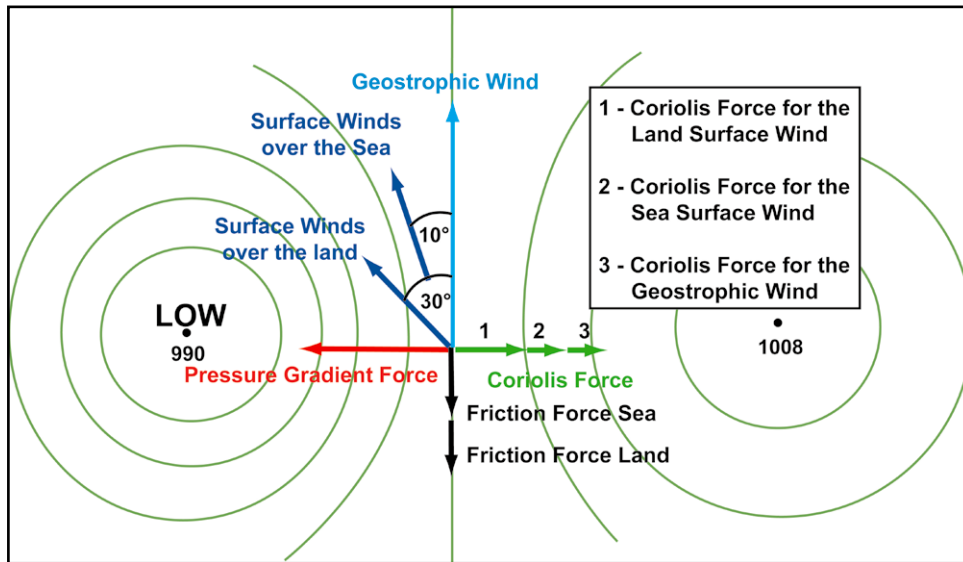 Geostrophic Wind
Surface Winds
over the Sea
10°
Surface Winds
over the land
30°
1 - Coriolis Force for the
Land Surface Wind
2 - Coriolis Force for the
Sea Surface Wind
3 - Coriolis Force for the
Geostrophic Wind
LOW
990
1008
1
2
3
Pressure Gradient Force
Coriolis Force
Friction Force Sea
Friction Force Land